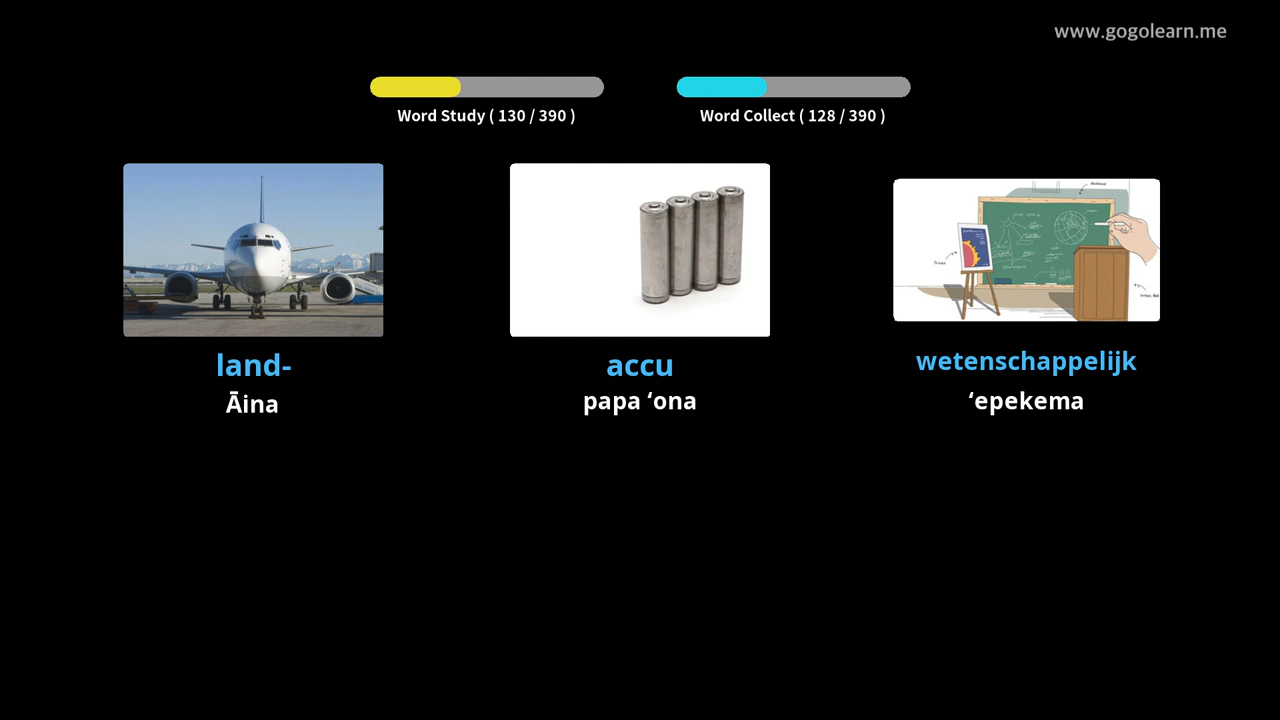 www.gogolearn.me
Word Study ( 130 / 390 )
Word Collect ( 128 / 390 )
land-
Āina
accu
papa ʻona
wetenschappelijk
ʻepekema